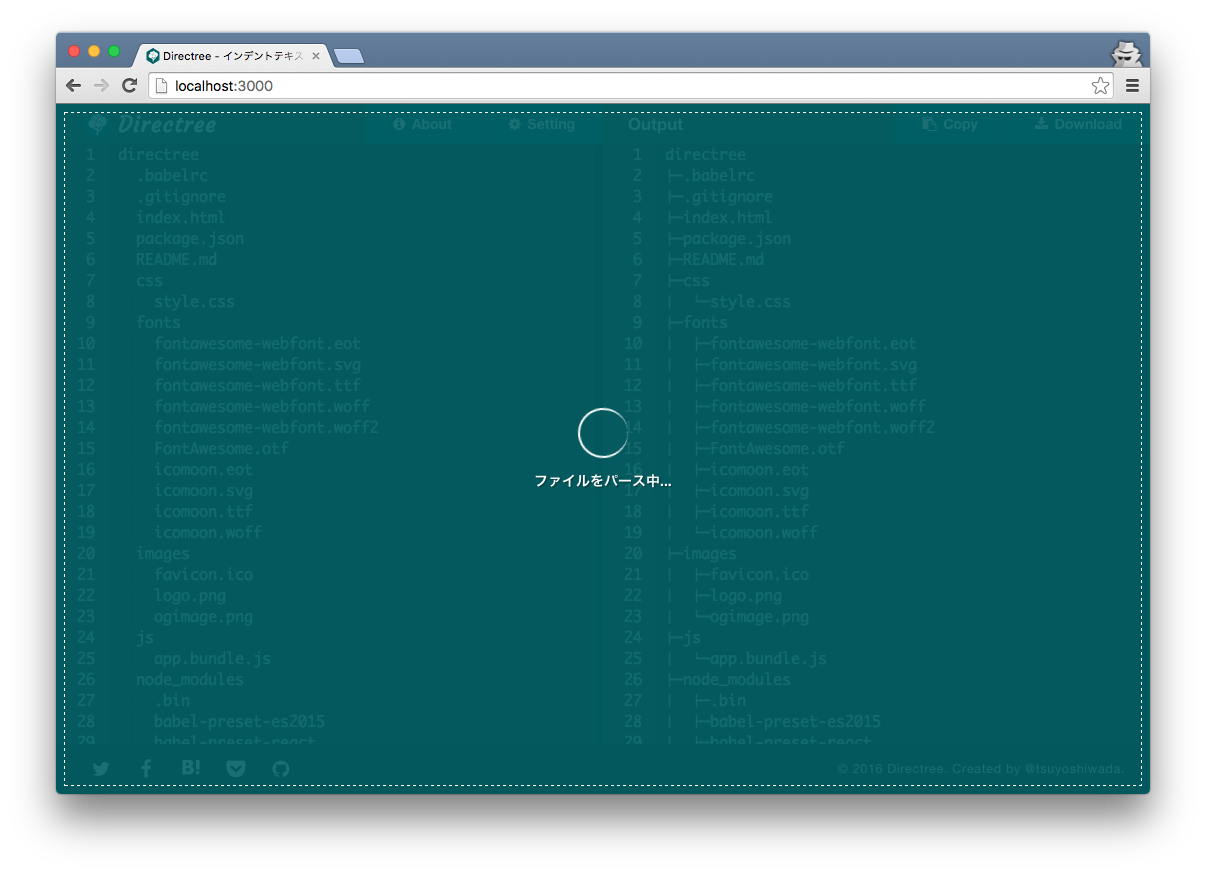 Directree - インデントテキス
localhost:3000
Directree
About
Setting
Output
Copy
Download
1 directree
2 .babelrc
3 .gitignore
4 index.html
5 package.json
6 README.md
7 css
8 style.css
9 fonts
10 fontawesome-webfont.eot
11 fontawesome-webfont.svg
12 fontawesome-webfont.ttf
13 fontawesome-webfont.woff
14 fontawesome-webfont.woff2
15 FontAwesome.otf
16 icomoon.eot
17 icomoon.svg
18 icomoon.ttf
19 icomoon.woff
20 images
21 favicon.ico
22 logo.png
23 ogimage.png
24 js
25 app.bundle.js
26 node_modules
27 .bin
28 babel-preset-es2015
29 babel-preset-react
1 directree
2 ├─.babelrc
3 ├─.gitignore
4 ├─index.html
5 ├─package.json
6 ├─README.md
7 ├─css
8 │ └─style.css
9 ├─fonts
10 │ ├─fontawesome-webfont.eot
11 │ ├─fontawesome-webfont.svg
12 │ ├─fontawesome-webfont.ttf
13 │ ├─fontawesome-webfont.woff
14 │ ├─fontawesome-webfont.woff2
15 │ ├─FontAwesome.otf
16 │ ├─icomoon.eot
17 │ ├─icomoon.svg
18 │ ├─icomoon.ttf
19 │ └─icomoon.woff
20 ├─images
21 │ ├─favicon.ico
22 │ ├─logo.png
23 │ └─ogimage.png
24 ├─js
25 │ └─app.bundle.js
26 ├─node_modules
27 │ ├─.bin
28 │ ├─babel-preset-es2015
29 │ ├─babel-preset-react
ファイルをパース中...
B!
© 2016 Directree. Created by @tsuyoshiwada.